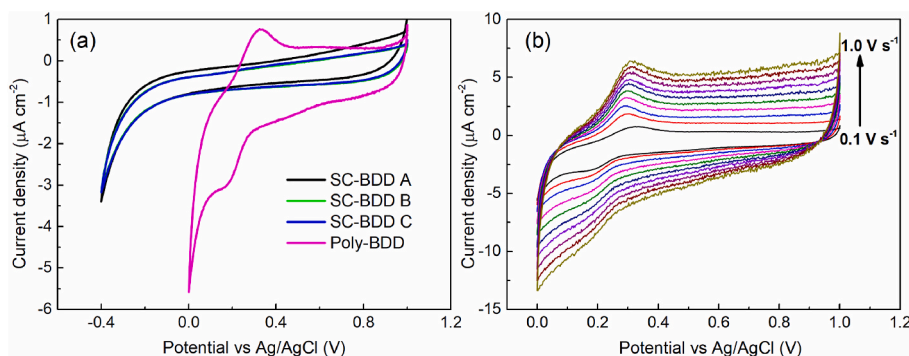 (a)
Current density (µA cm⁻²)
1
0
-1
-2
-3
-4
-5
-6
SC-BDD A
SC-BDD B
SC-BDD C
Poly-BDD
-0.4
0.0
0.4
0.8
1.2
Potential vs Ag/AgCl (V)
(b)
Current density (µA cm⁻²)
10
5
0
-5
-10
-15
1.0 V s⁻¹
0.1 V s⁻¹
0.0
0.2
0.4
0.6
0.8
1.0
1.2
Potential vs Ag/AgCl (V)